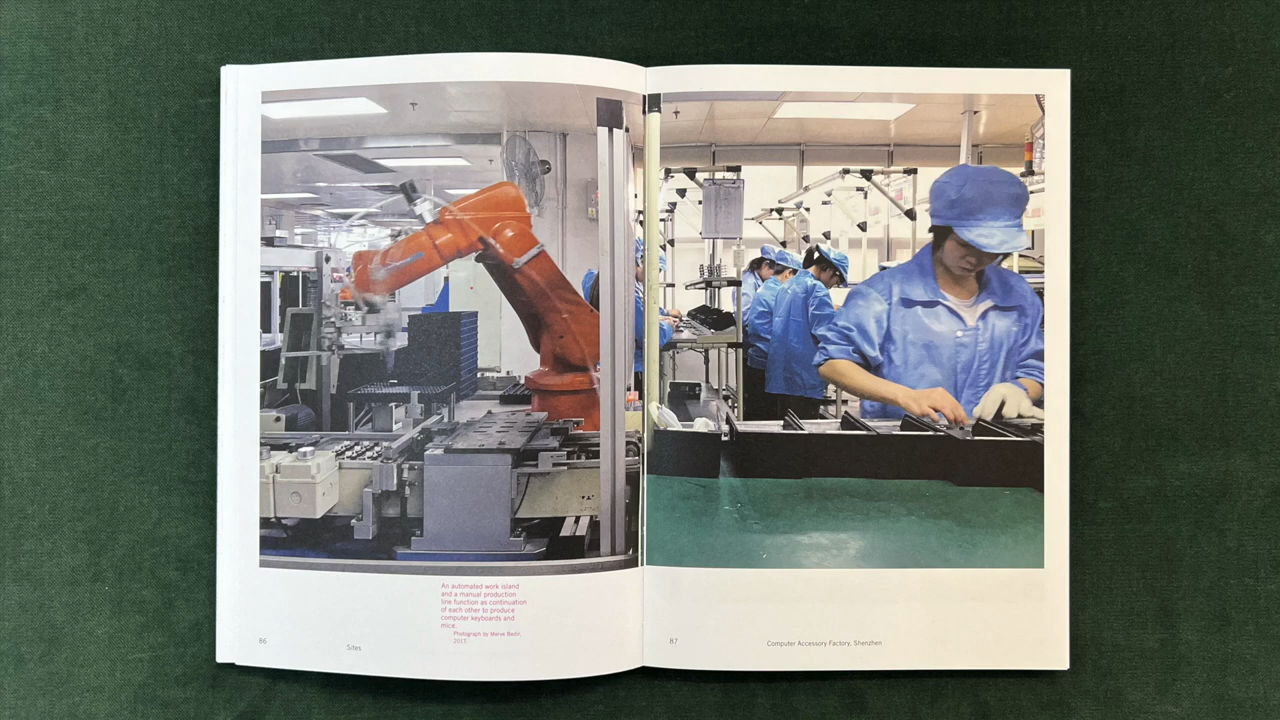 An automated work island
and a manual production
line function as continuation
of each other to produce
computer keyboards and
mice.
Photograph by Merve Bedir,
2017.
86
Sites
87
Computer Accessory Factory, Shenzhen